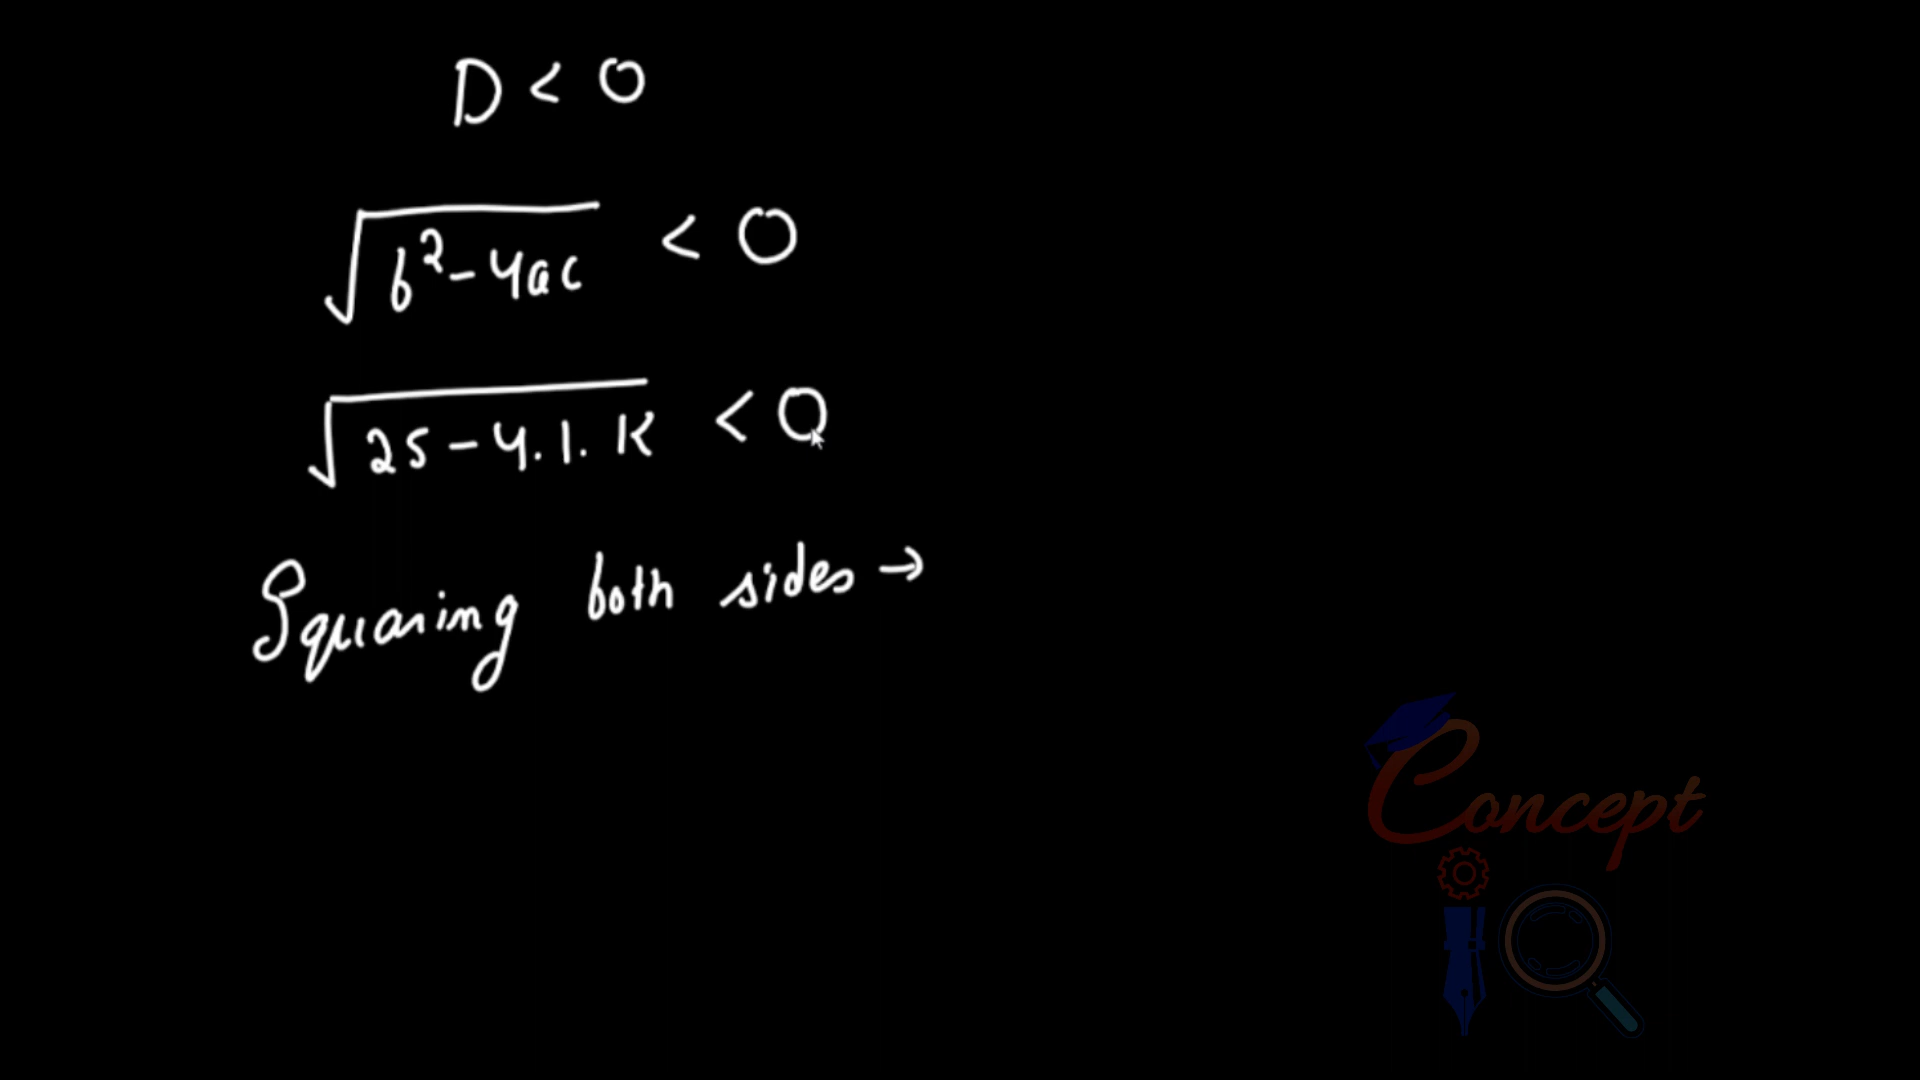 D < 0
√b²-4ac < 0
√25-4.1.K < 0
Squaring both sides →
Concept